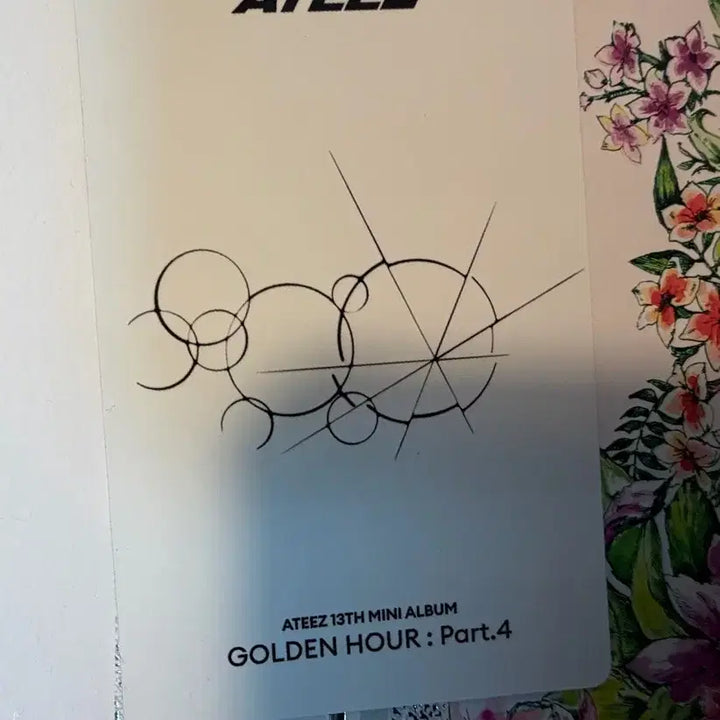 ATEEZ
ATEEZ 13TH MINI ALBUM
GOLDEN HOUR : Part.4